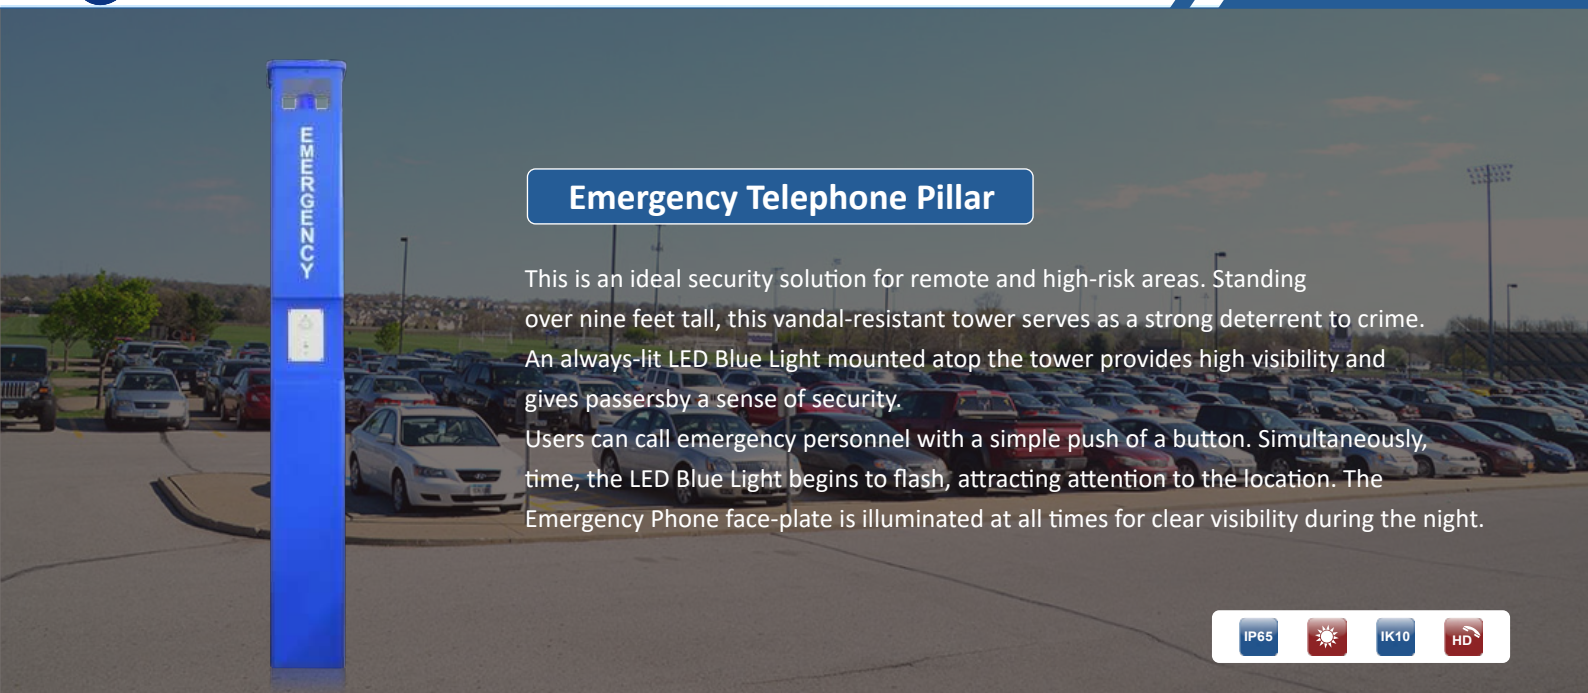 EMERGENCY
Emergency Telephone Pillar
This is an ideal security solution for remote and high-risk areas. Standing
over nine feet tall, this vandal-resistant tower serves as a strong deterrent to crime.
An always-lit LED Blue Light mounted atop the tower provides high visibility and
gives passersby a sense of security.
Users can call emergency personnel with a simple push of a button. Simultaneously,
time, the LED Blue Light begins to flash, attracting attention to the location. The
Emergency Phone face-plate is illuminated at all times for clear visibility during the night.
IP65 IK10 HD